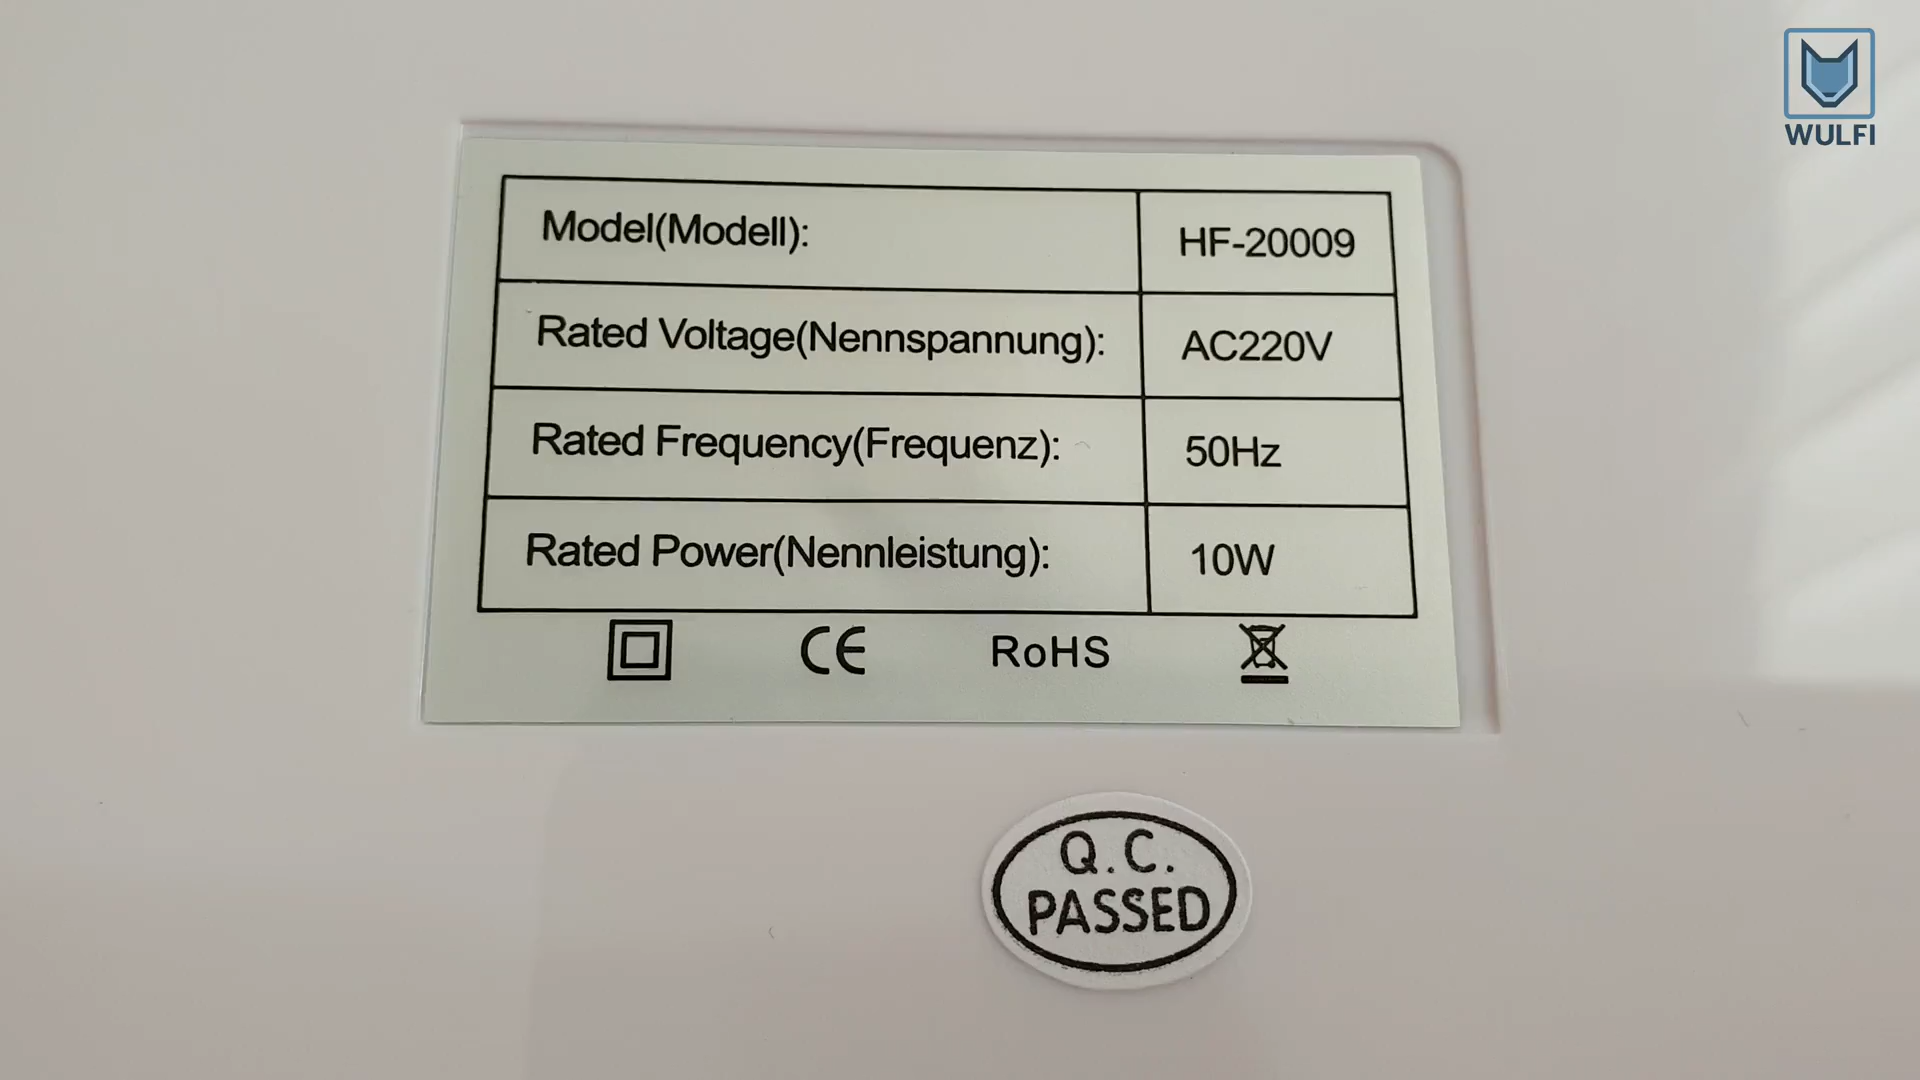 WULFI
Model(Modell): HF-20009
Rated Voltage(Nennspannung): AC220V
Rated Frequency(Frequenz): 50Hz
Rated Power(Nennleistung): 10W
CE RoHS
Q.C.
PASSED